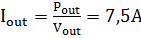 I_out = P_out / V_out = 7,5A